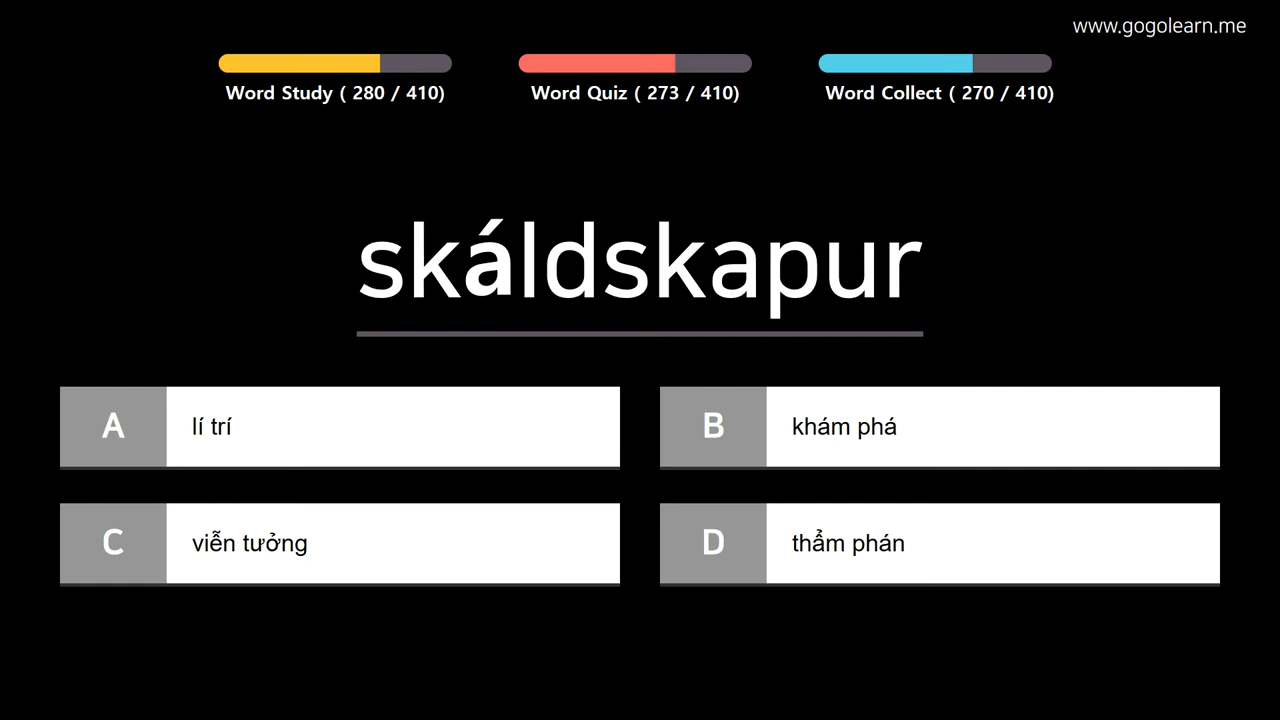 www.gogolearn.me
Word Study ( 280 / 410)
Word Quiz ( 273 / 410)
Word Collect ( 270 / 410)
skáldskapur
A
lí trí
B
khám phá
C
viễn tưởng
D
thẩm phán